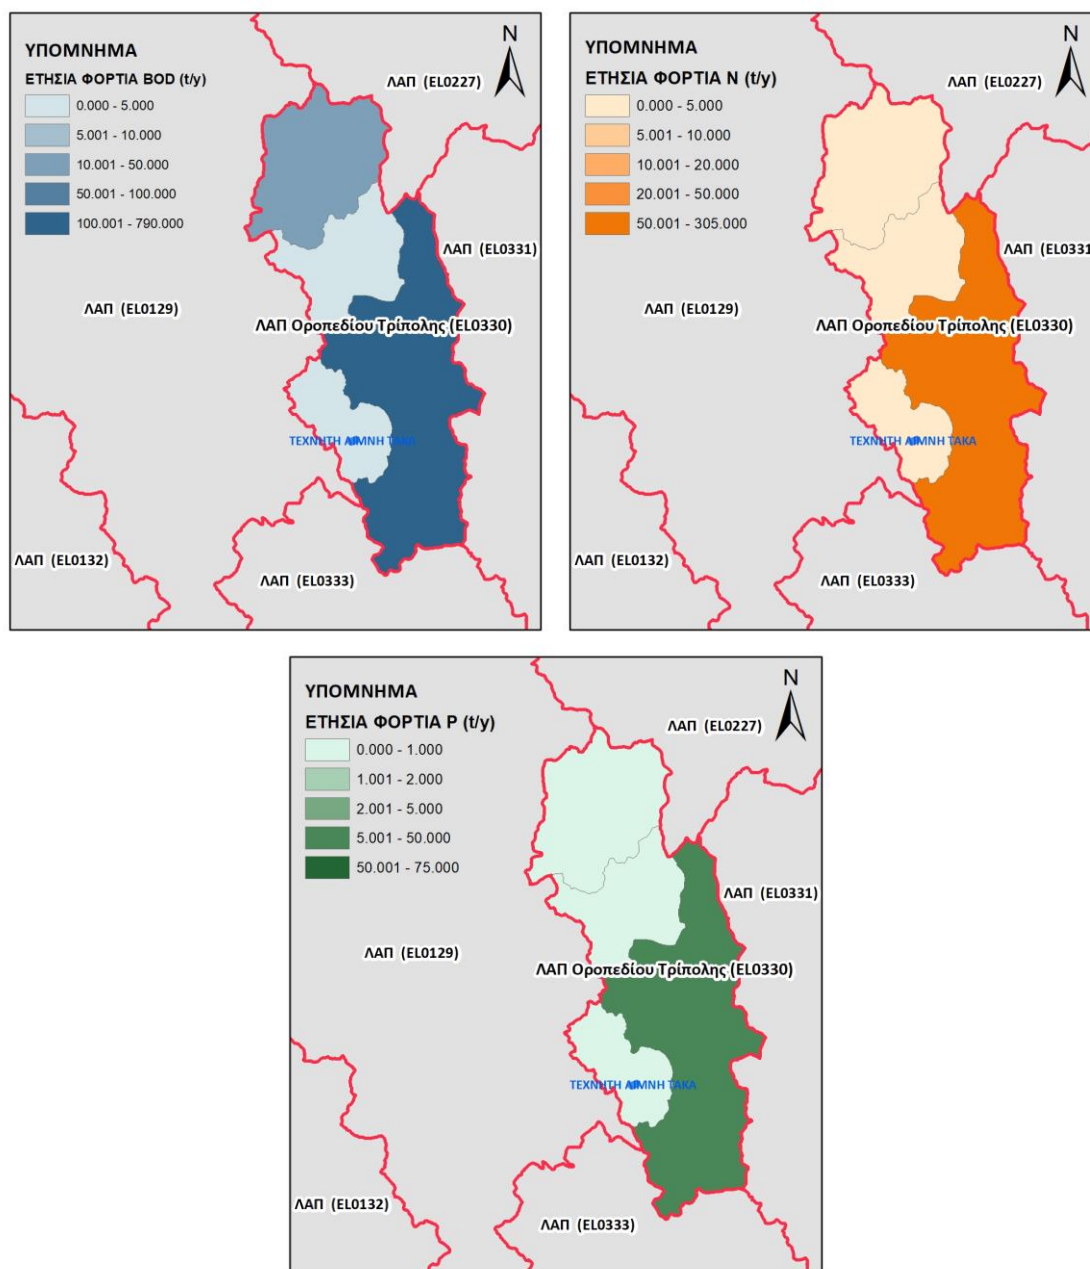 ΥΠΟΜΝΗΜΑ
ΕΤΗΣΙΑ ΦΟΡΤΙΑ BOD (t/y)
0.000 - 5.000
5.001 - 10.000
10.001 - 50.000
50.001 - 100.000
100.001 - 790.000
N
ΛΑΠ (EL0227)
ΛΑΠ (EL0331)
ΛΑΠ (EL0129)
ΛΑΠ Οροπεδίου Τρίπολης (EL0330)
ΤΕΧΝΗΤΗ ΛΙΜΝΗ ΤΑΚΑ
ΛΑΠ (EL0132)
ΛΑΠ (EL0333)
ΥΠΟΜΝΗΜΑ
ΕΤΗΣΙΑ ΦΟΡΤΙΑ N (t/y)
0.000 - 5.000
5.001 - 10.000
10.001 - 20.000
20.001 - 50.000
50.001 - 305.000
N
ΛΑΠ (EL0227)
ΛΑΠ (EL0331)
ΛΑΠ (EL0129)
ΛΑΠ Οροπεδίου Τρίπολης (EL0330)
ΤΕΧΝΗΤΗ ΛΙΜΝΗ ΤΑΚΑ
ΛΑΠ (EL0132)
ΛΑΠ (EL0333)
ΥΠΟΜΝΗΜΑ
ΕΤΗΣΙΑ ΦΟΡΤΙΑ P (t/y)
0.000 - 1.000
1.001 - 2.000
2.001 - 5.000
5.001 - 50.000
50.001 - 75.000
N
ΛΑΠ (EL0227)
ΛΑΠ (EL0331)
ΛΑΠ (EL0129)
ΛΑΠ Οροπεδίου Τρίπολης (EL0330)
ΤΕΧΝΗΤΗ ΛΙΜΝΗ ΤΑΚΑ
ΛΑΠ (EL0132)
ΛΑΠ (EL0333)